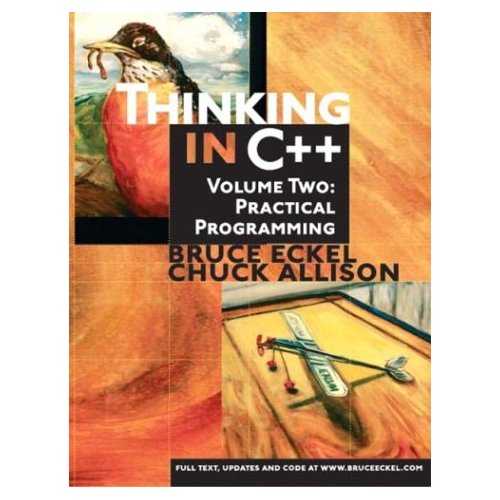 THINKING
IN C++
VOLUME TWO:
PRACTICAL
PROGRAMMING
BRUCE ECKEL
CHUCK ALLISON
FULL TEXT, UPDATES AND CODE AT WWW.BRUCEECKEL.COM